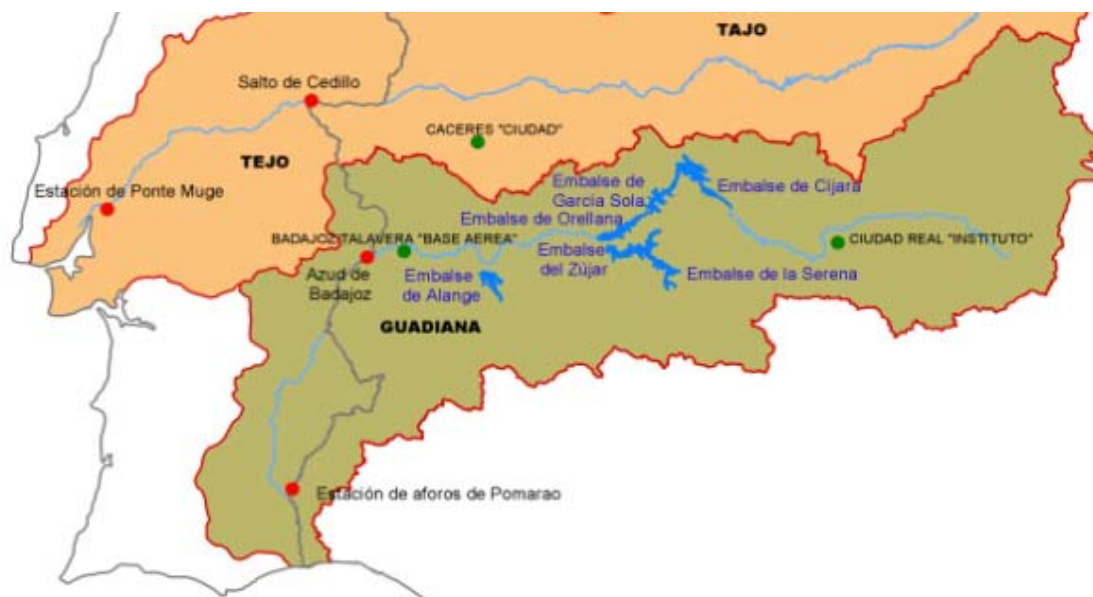 TAJO
Salto de Cedillo
CACERES "CIUDAD"
TEJO
Estación de Ponte Muge
Embalse de
Garcia Sola
Embalse de Cíjara
Embalse de Orellana
BADAJOZ/TALAVERA "BASE AEREA"
CIUDAD REAL "INSTITUTO"
Embalse
del Zújar
Embalse de la Serena
Azud de
Badajoz
Embalse
de Alange
GUADIANA
Estación de aforos de Pomarao